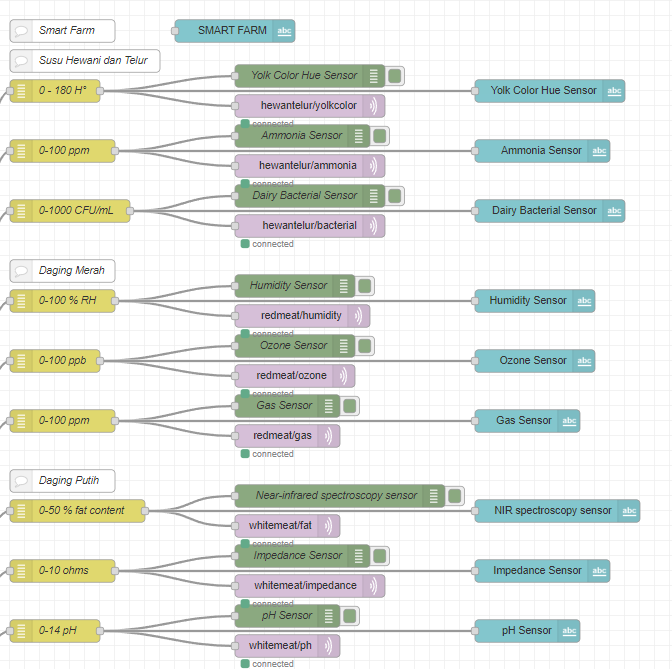 Smart Farm
SMART FARM
abc
Susu Hewani dan Telur
0 - 180 H°
Yolk Color Hue Sensor
hewantelur/yolkcolor
connected
Yolk Color Hue Sensor
abc
0-100 ppm
Ammonia Sensor
hewantelur/ammonia
connected
Ammonia Sensor
abc
0-1000 CFU/mL
Dairy Bacterial Sensor
hewantelur/bacterial
connected
Dairy Bacterial Sensor
abc
Daging Merah
0-100 % RH
Humidity Sensor
redmeat/humidity
connected
Humidity Sensor
abc
0-100 ppb
Ozone Sensor
redmeat/ozone
connected
Ozone Sensor
abc
0-100 ppm
Gas Sensor
redmeat/gas
connected
Gas Sensor
abc
Daging Putih
0-50 % fat content
Near-infrared spectroscopy sensor
whitemeat/fat
connected
NIR spectroscopy sensor
abc
0-10 ohms
Impedance Sensor
whitemeat/impedance
connected
Impedance Sensor
abc
0-14 pH
pH Sensor
whitemeat/ph
connected
pH Sensor
abc